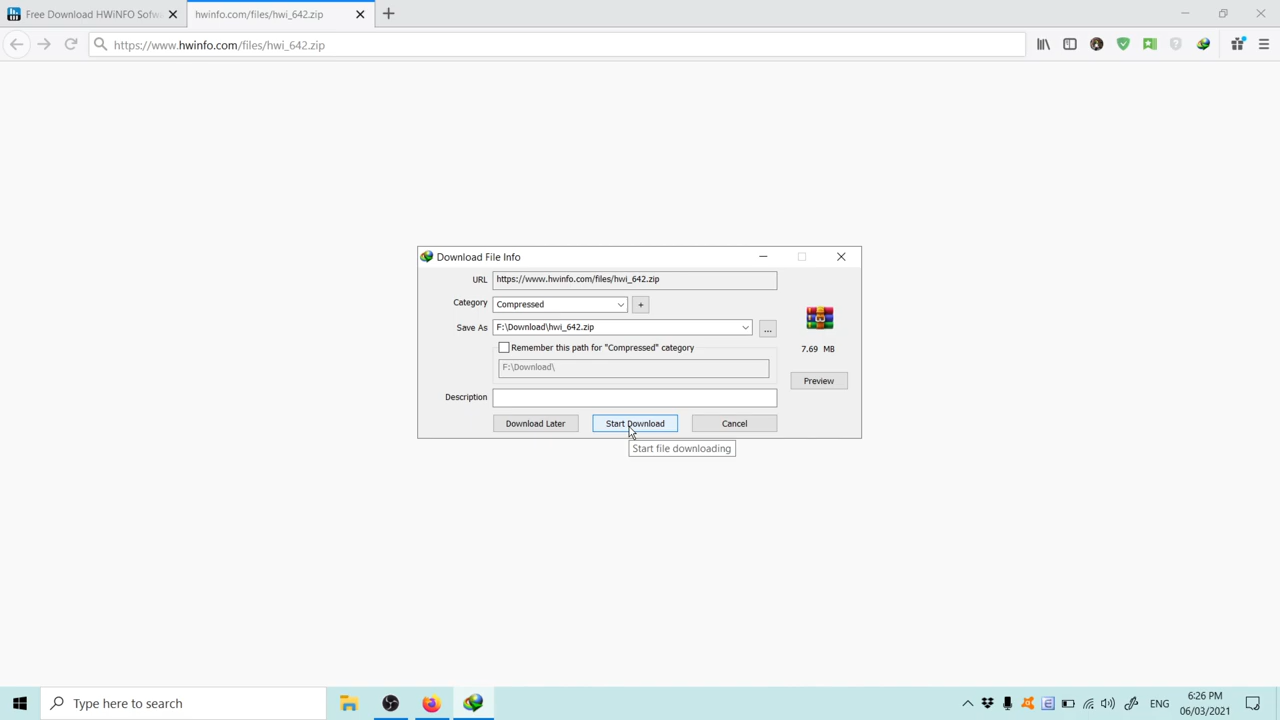 Free Download HWiNFO Sofw
hwinfo.com/files/hwi_642.zip
https://www.hwinfo.com/files/hwi_642.zip
Download File Info
URL
https://www.hwinfo.com/files/hwi_642.zip
Category
Compressed
+
Save As
F:\Download\hwi_642.zip
...
7.69 MB
Remember this path for "Compressed" category
F:\Download\
Preview
Description
Download Later
Start Download
Cancel
Start file downloading
Type here to search
ENG
6:26 PM
06/03/2021